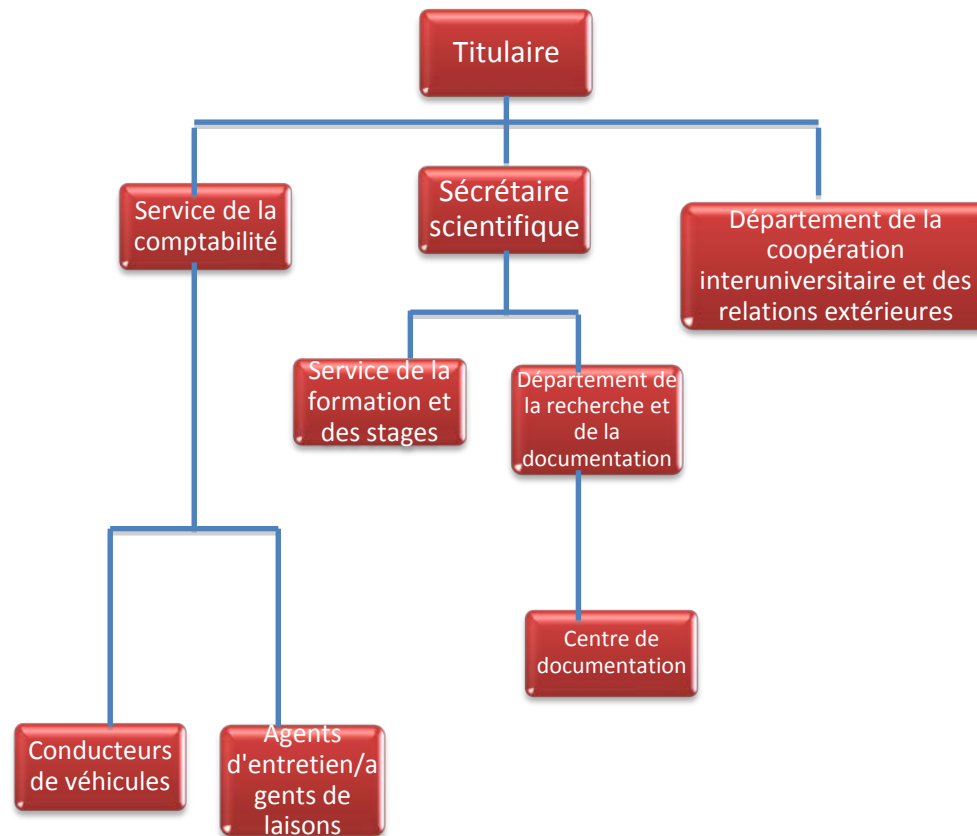 Titulaire
Service de la
comptabilité
Sécrétaire
scientifique
Département de la
coopération
interuniversitaire et des
relations extérieures
Service de la
formation et
des stages
Département de
la recherche et
de la
documentation
Centre de
documentation
Conducteurs
de véhicules
Agents
d'entretien/a
gents de
laisons